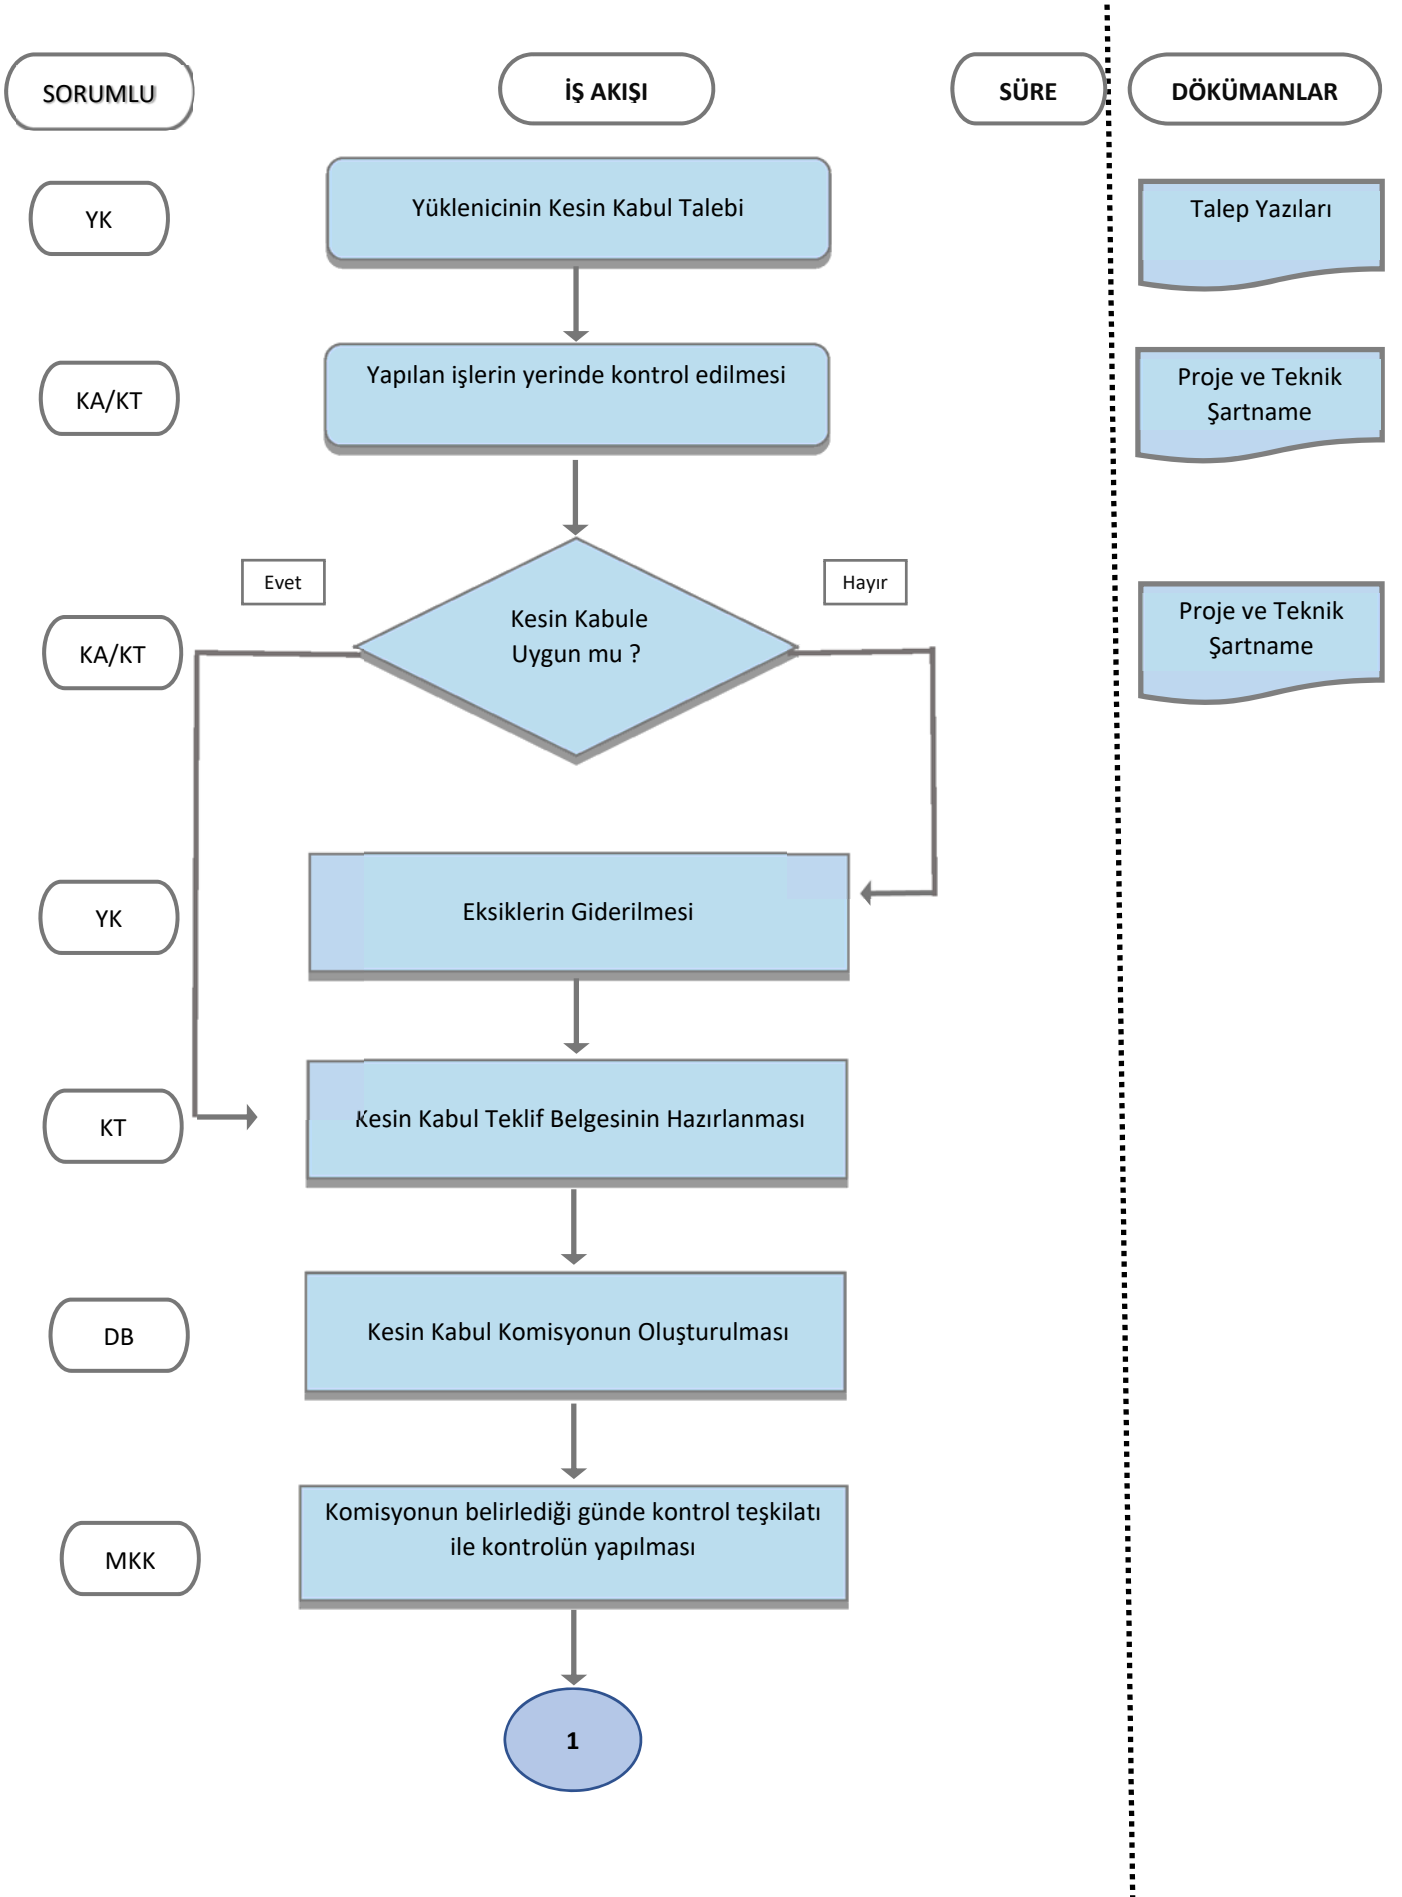 SORUMLU
İŞ AKIŞI
SÜRE
DÖKÜMANLAR
YK
Yüklenicinin Kesin Kabul Talebi
Talep Yazıları
KA/KT
Yapılan işlerin yerinde kontrol edilmesi
Proje ve Teknik
Şartname
Evet
Hayır
KA/KT
Kesin Kabule
Uygun mu ?
Proje ve Teknik
Şartname
YK
Eksiklerin Giderilmesi
KT
Kesin Kabul Teklif Belgesinin Hazırlanması
DB
Kesin Kabul Komisyonun Oluşturulması
MKK
Komisyonun belirlediği günde kontrol teşkilatı
ile kontrolün yapılması
1